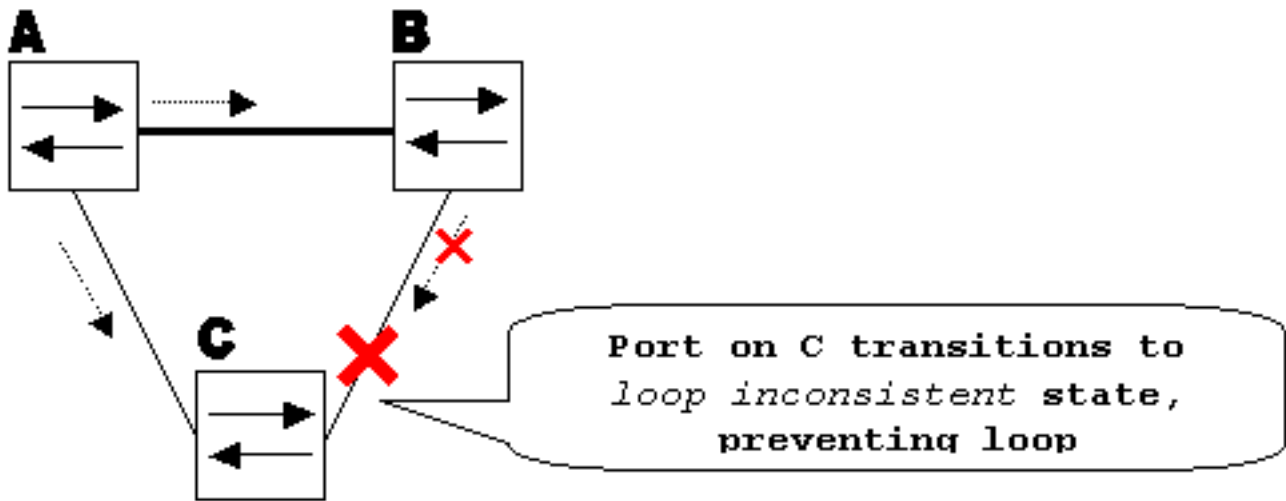 A
B
C
Port on C transitions to
loop inconsistent state,
preventing loop